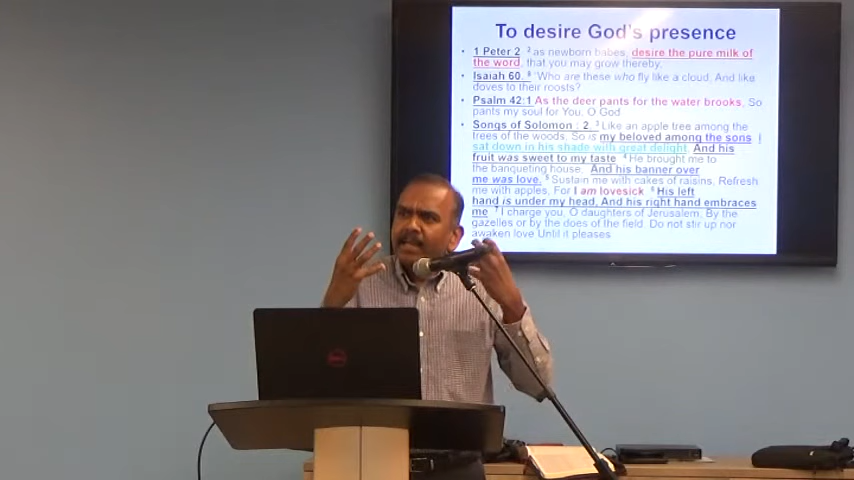 To desire God's presence
• 1 Peter 2 2 as newborn babes, desire the pure milk of
the word, that you may grow thereby,
• Isaiah 60. 8 "Who are these who fly like a cloud, And like
doves to their roosts?
• Psalm 42:1 As the deer pants for the water brooks, So
pants my soul for You, O God
• Songs of Solomon : 2. 3 Like an apple tree among the
trees of the woods, So is my beloved among the sons. I
sat down in his shade with great delight, And his
fruit was sweet to my taste. 4 He brought me to
the banqueting house, And his banner over
me was love. 5 Sustain me with cakes of raisins, Refresh
me with apples, For I am lovesick. 6 His left
hand is under my head, And his right hand embraces
me. 7 I charge you, O daughters of Jerusalem, By the
gazelles or by the does of the field, Do not stir up nor
awaken love Until it pleases.
DELL